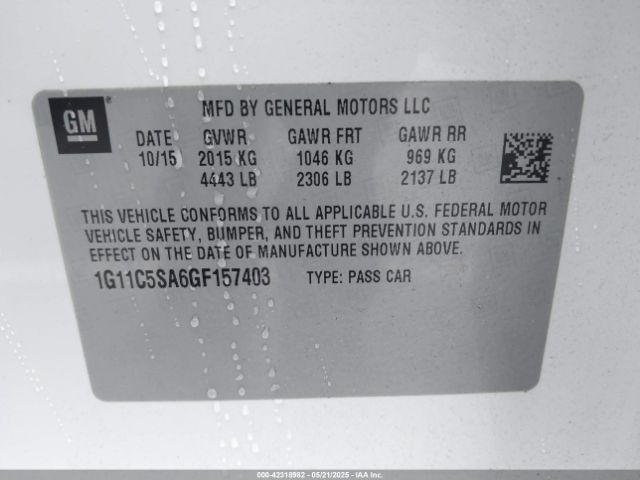 GM
MFD BY GENERAL MOTORS LLC
DATE GVWR GAWR FRT GAWR RR
10/15 2015 KG 1046 KG 969 KG
4443 LB 2306 LB 2137 LB
THIS VEHICLE CONFORMS TO ALL APPLICABLE U.S. FEDERAL MOTOR
VEHICLE SAFETY, BUMPER, AND THEFT PREVENTION STANDARDS IN
EFFECT ON THE DATE OF MANUFACTURE SHOWN ABOVE.
1G11C5SA6GF157403 TYPE: PASS CAR
000-42318982 - 05/21/2025 - IAAI.COM